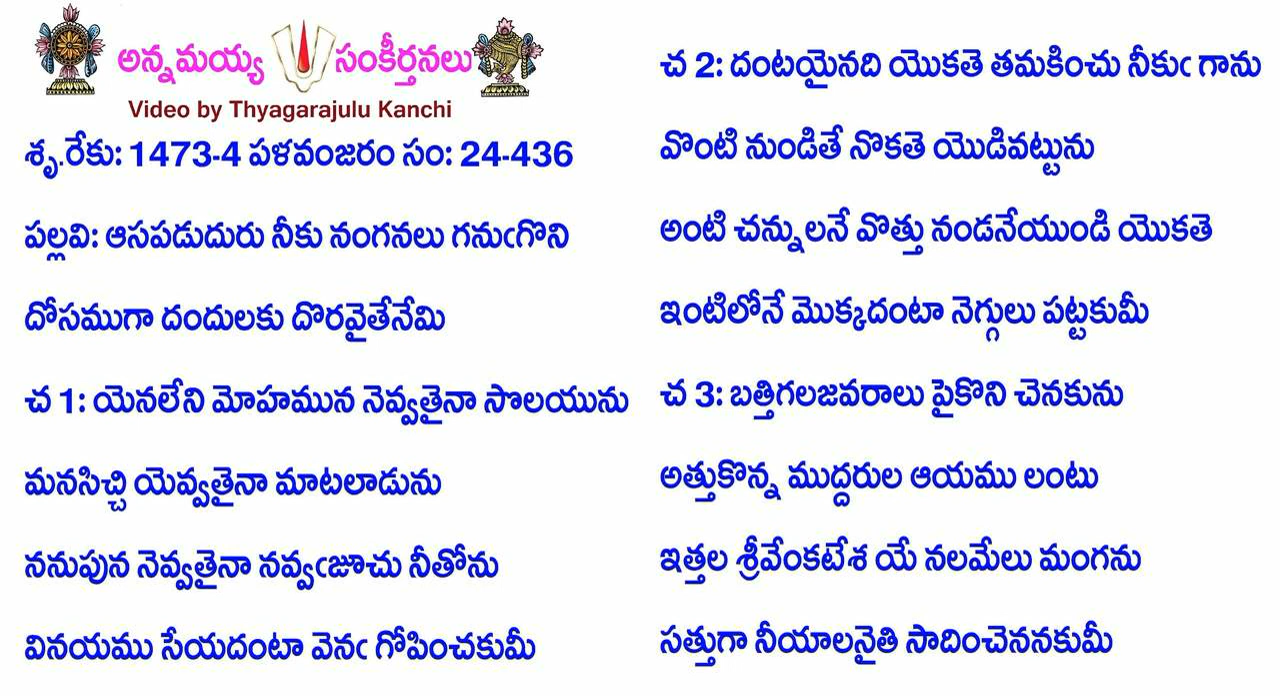 అన్నమయ్య సంకీర్తనలు
Video by Thyagarajulu Kanchi
శృ.రేకు: 1473-4 పళవంజరం సం: 24-436
పల్లవి: ఆసపడుదురు నీకు నంగనలు గనుఁగొని
దోసముగా దందులకు దొరవైతేనేమి
చ 1: యెనలేని మోహమున నెవ్వతైనా సొలయును
మనసిచ్చి యెవ్వతైనా మాటలాడును
ననుపున నెవ్వతైనా నవ్వఁజూచు నీతోను
వినయము సేయదంటా వెనఁ గోపించకుమీ
చ 2: దంటయైనది యొకతె తమకించు నీకుఁ గాను
వొంటి నుండితే నొకతె యొడివట్టును
అంటి చన్నులనే వొత్తు నండనేయుండి యొకతె
ఇంటిలోనే మొక్కదంటా నెగ్గులు పట్టకుమీ
చ 3: బత్తిగలజవరాలు పైకొని చెనకును
అత్తుకొన్న ముద్దరుల ఆయము లంటు
ఇత్తల శ్రీవేంకటేశ యే నలమేలు మంగను
సత్తుగా నీయాలనైతి సాదించెననకుమీ